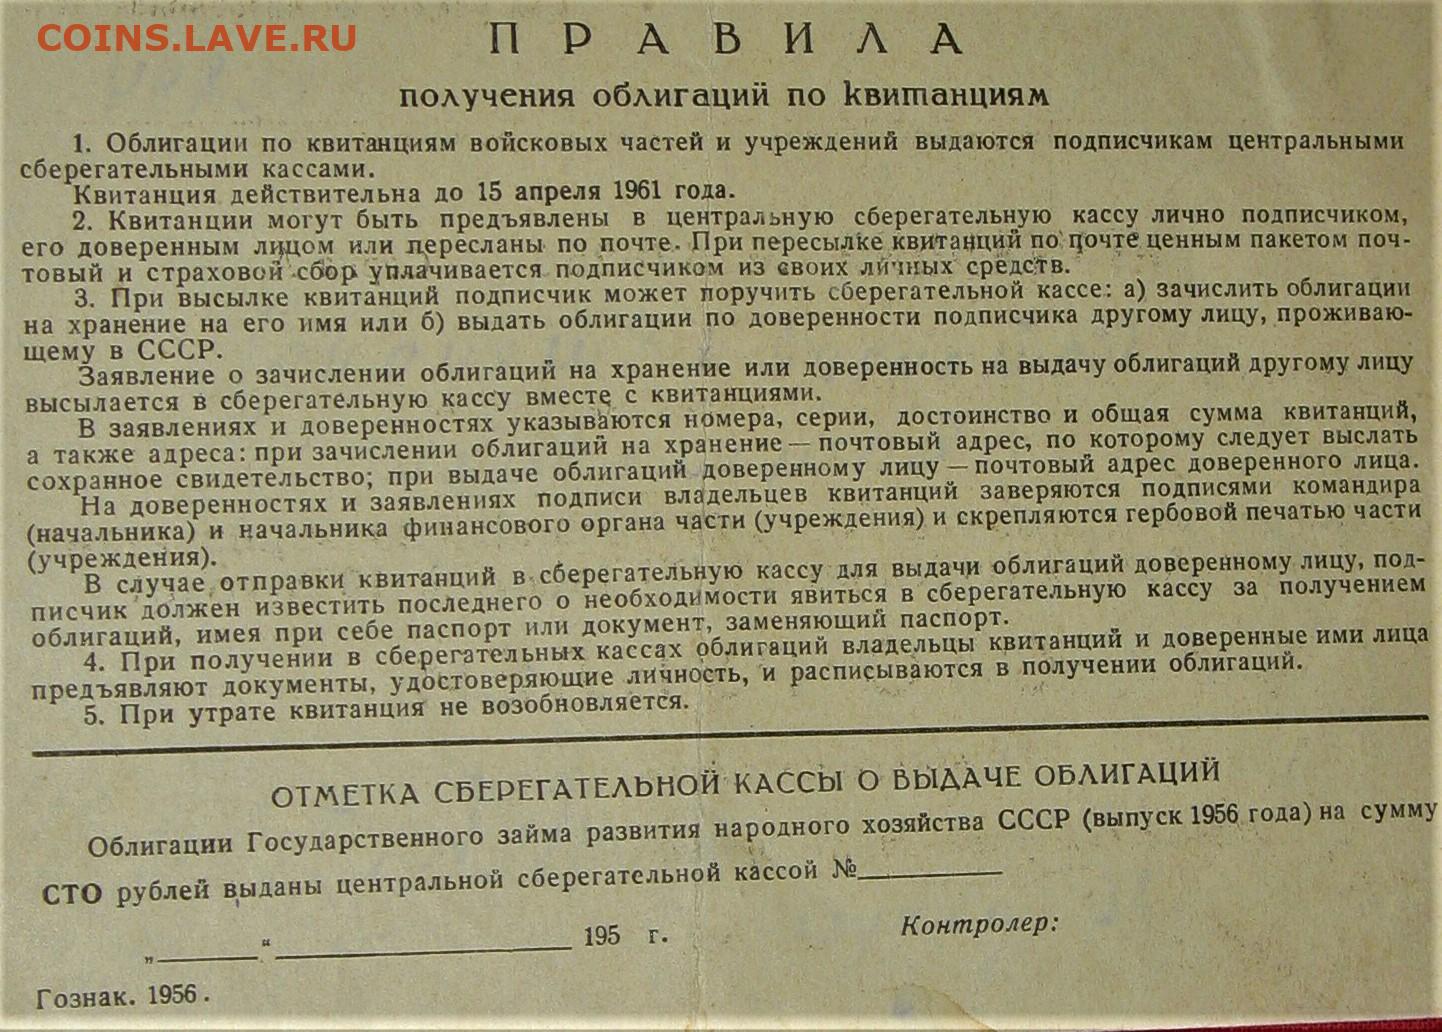 COINS.LAVE.RU
ПРАВИЛА
получения облигаций по квитанциям
1. Облигации по квитанциям войсковых частей и учреждений выдаются подписчикам центральными
сберегательными кассами.
Квитанция действительна до 15 апреля 1961 года.
2. Квитанции могут быть предъявлены в центральную сберегательную кассу лично подписчиком,
его доверенным лицом или пересланы по почте. При пересылке квитанций по почте ценным пакетом поч-
товый и страховой сбор уплачивается подписчиком из своих личных средств.
3. При высылке квитанций подписчик может поручить сберегательной кассе: а) зачислить облигации
на хранение на его имя или б) выдать облигации по доверенности подписчика другому лицу, проживаю-
щему в СССР.
Заявление о зачислении облигаций на хранение или доверенность на выдачу облигаций другому лицу
высылается в сберегательную кассу вместе с квитанциями.
В заявлениях и доверенностях указываются номера, серии, достоинство и общая сумма квитанций,
а также адреса: при зачислении облигаций на хранение — почтовый адрес, по которому следует выслать
сохранное свидетельство; при выдаче облигаций доверенному лицу — почтовый адрес доверенного лица.
На доверенностях и заявлениях подписи владельцев квитанций заверяются подписями командира
(начальника) и начальника финансового органа части (учреждения) и скрепляются гербовой печатью части
(учреждения).
В случае отправки квитанций в сберегательную кассу для выдачи облигаций доверенному лицу, под-
писчик должен известить последнего о необходимости явиться в сберегательную кассу за получением
облигаций, имея при себе паспорт или документ, заменяющий паспорт.
4. При получении в сберегательных кассах облигаций владельцы квитанций и доверенные ими лица
предъявляют документы, удостоверяющие личность, и расписываются в получении облигаций.
5. При утрате квитанция не возобновляется.
ОТМЕТКА СБЕРЕГАТЕЛЬНОЙ КАССЫ О ВЫДАЧЕ ОБЛИГАЦИЙ
Облигации Государственного займа развития народного хозяйства СССР (выпуск 1956 года) на сумму
СТО рублей выданы центральной сберегательной кассой №______
„______“ ______ 195 г.
Контролер:
Гознак. 1956.